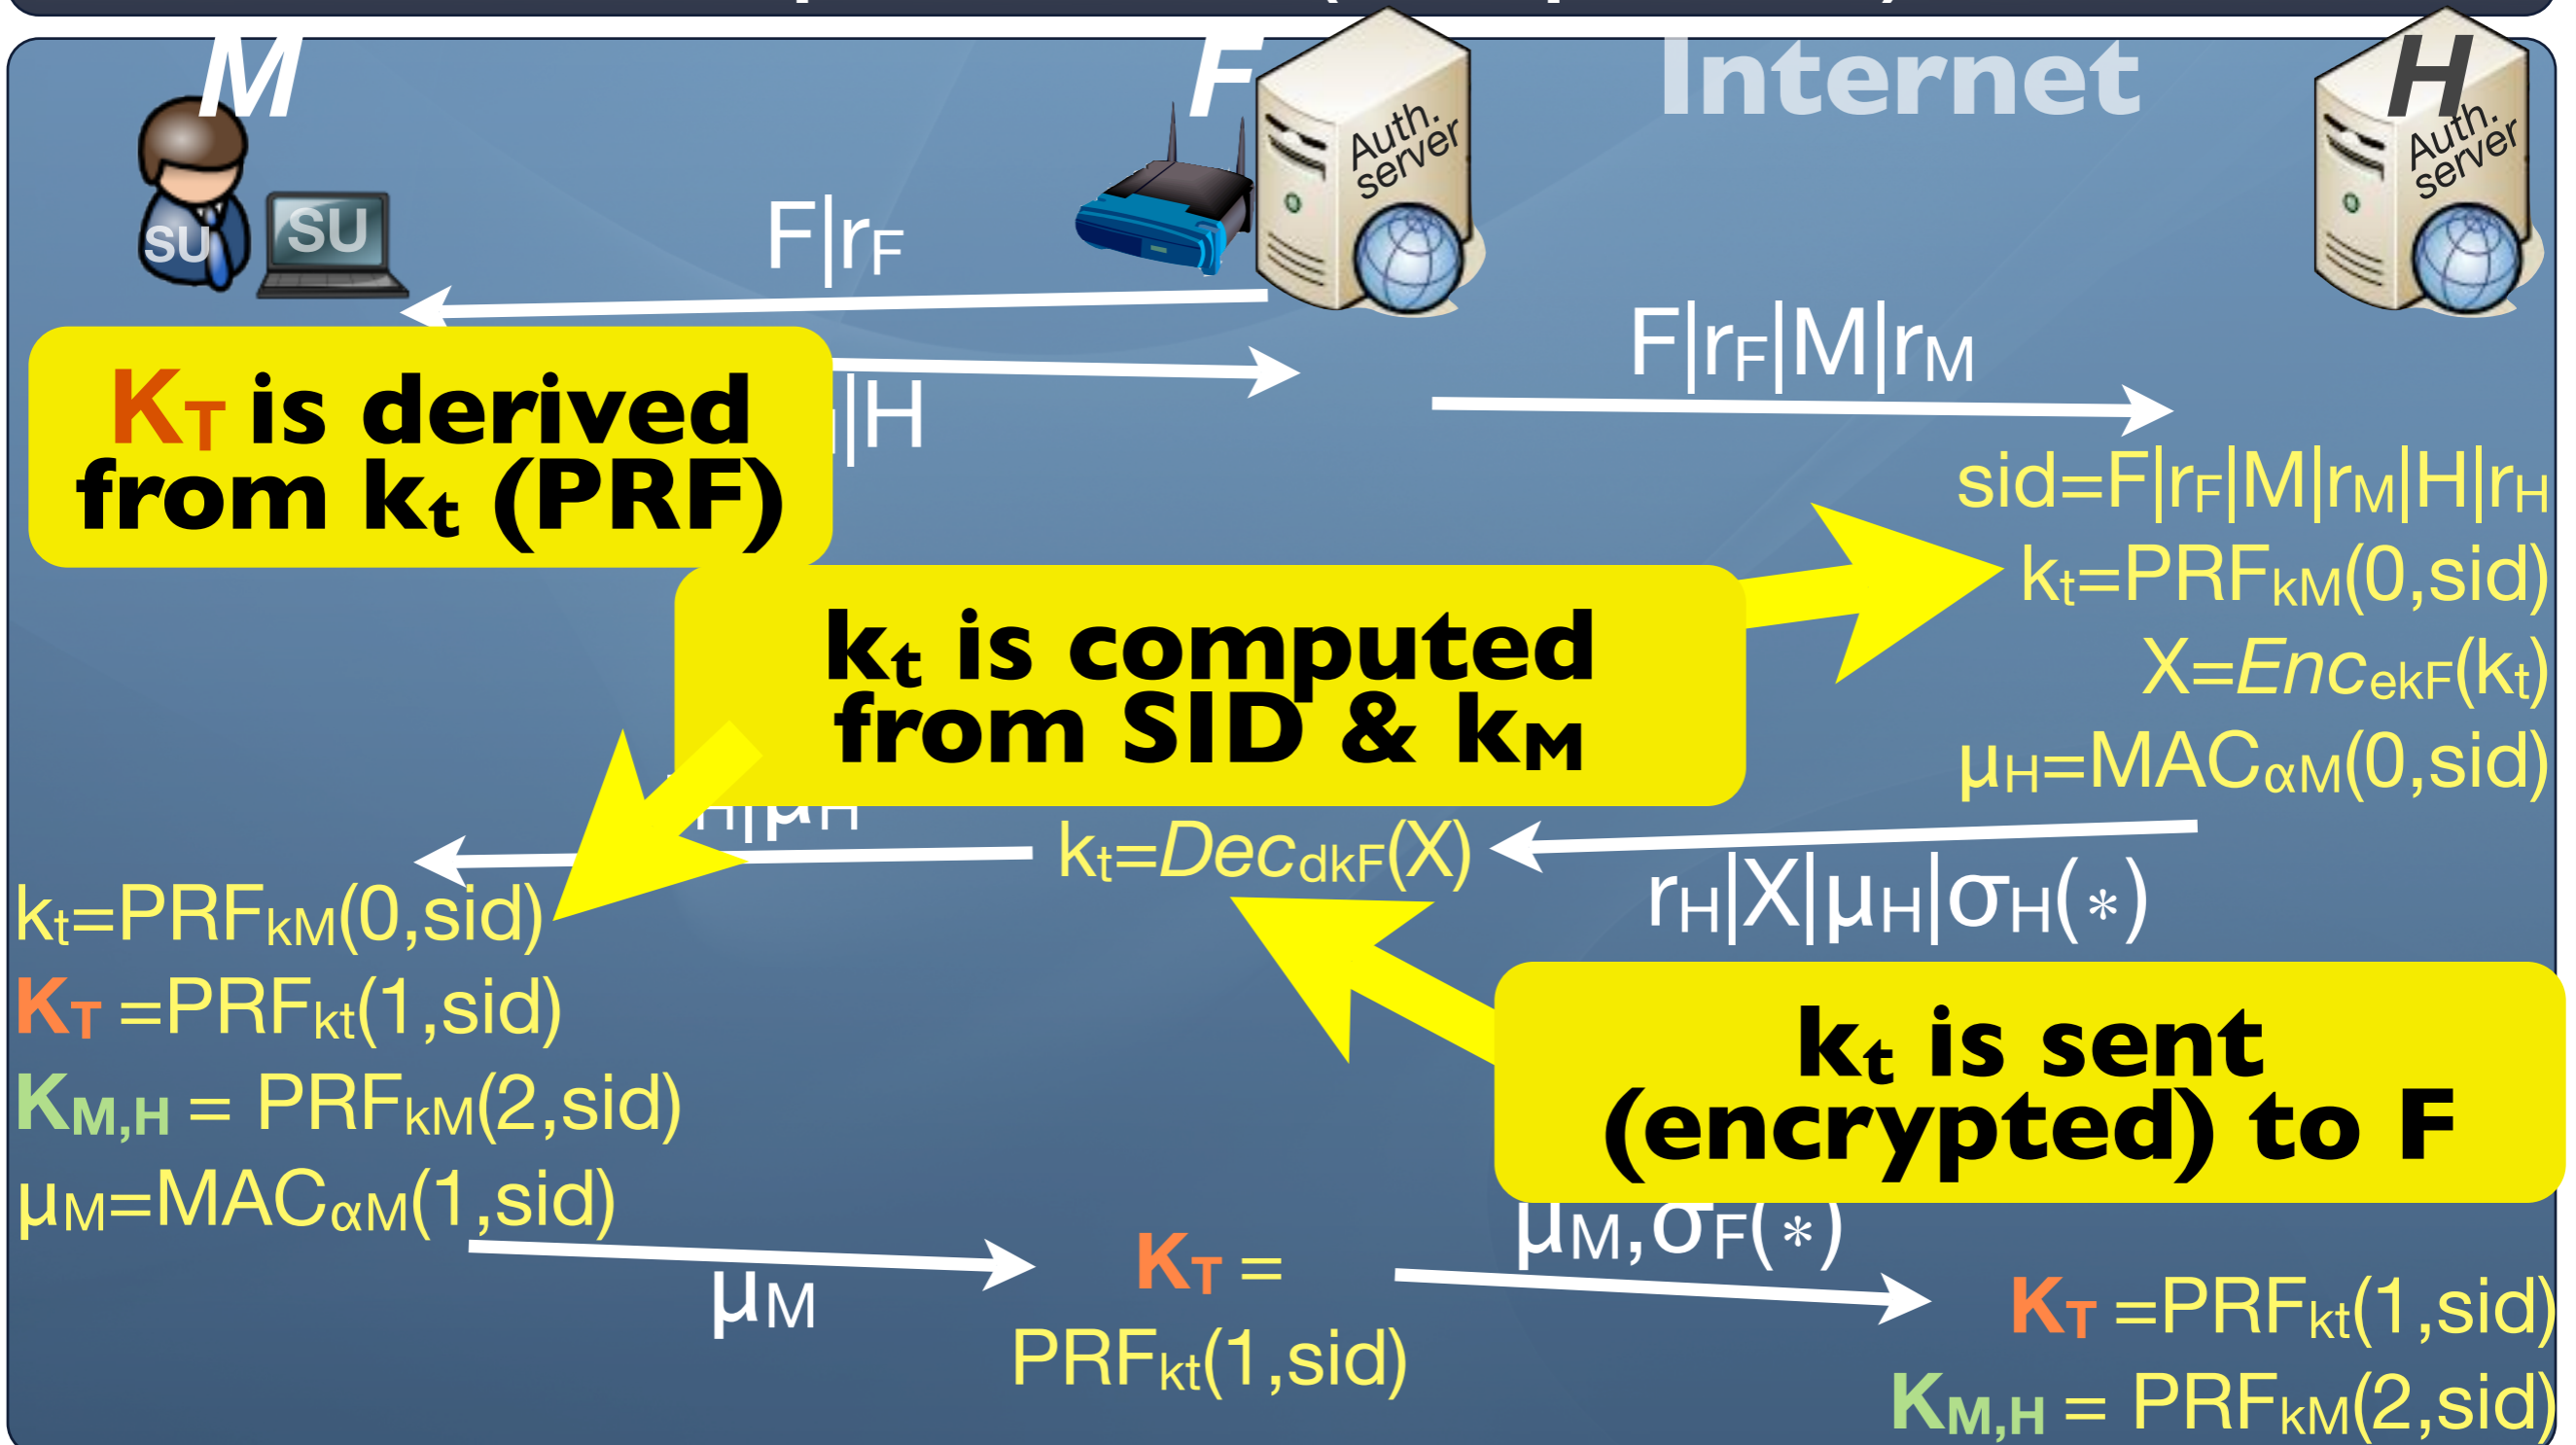 M
F
Internet
H
Auth.
server
Auth.
server
SU
SU
F|rF
F|rF|M|rM
KT is derived
from kt (PRF)
|H
sid=F|rF|M|rM|H|rH
kt=PRFkM(0,sid)
X=EncekF(kt)
μH=MACαM(0,sid)
kt is computed
from SID & kM
H|μH
kt=DecdkF(X)
rH|X|μH|σH(*)
kt=PRFkM(0,sid)
KT =PRFkt(1,sid)
KM,H = PRFkM(2,sid)
μM=MACαM(1,sid)
kt is sent
(encrypted) to F
μM
μM,σF(*)
KT =
PRFkt(1,sid)
KT =PRFkt(1,sid)
KM,H = PRFkM(2,sid)